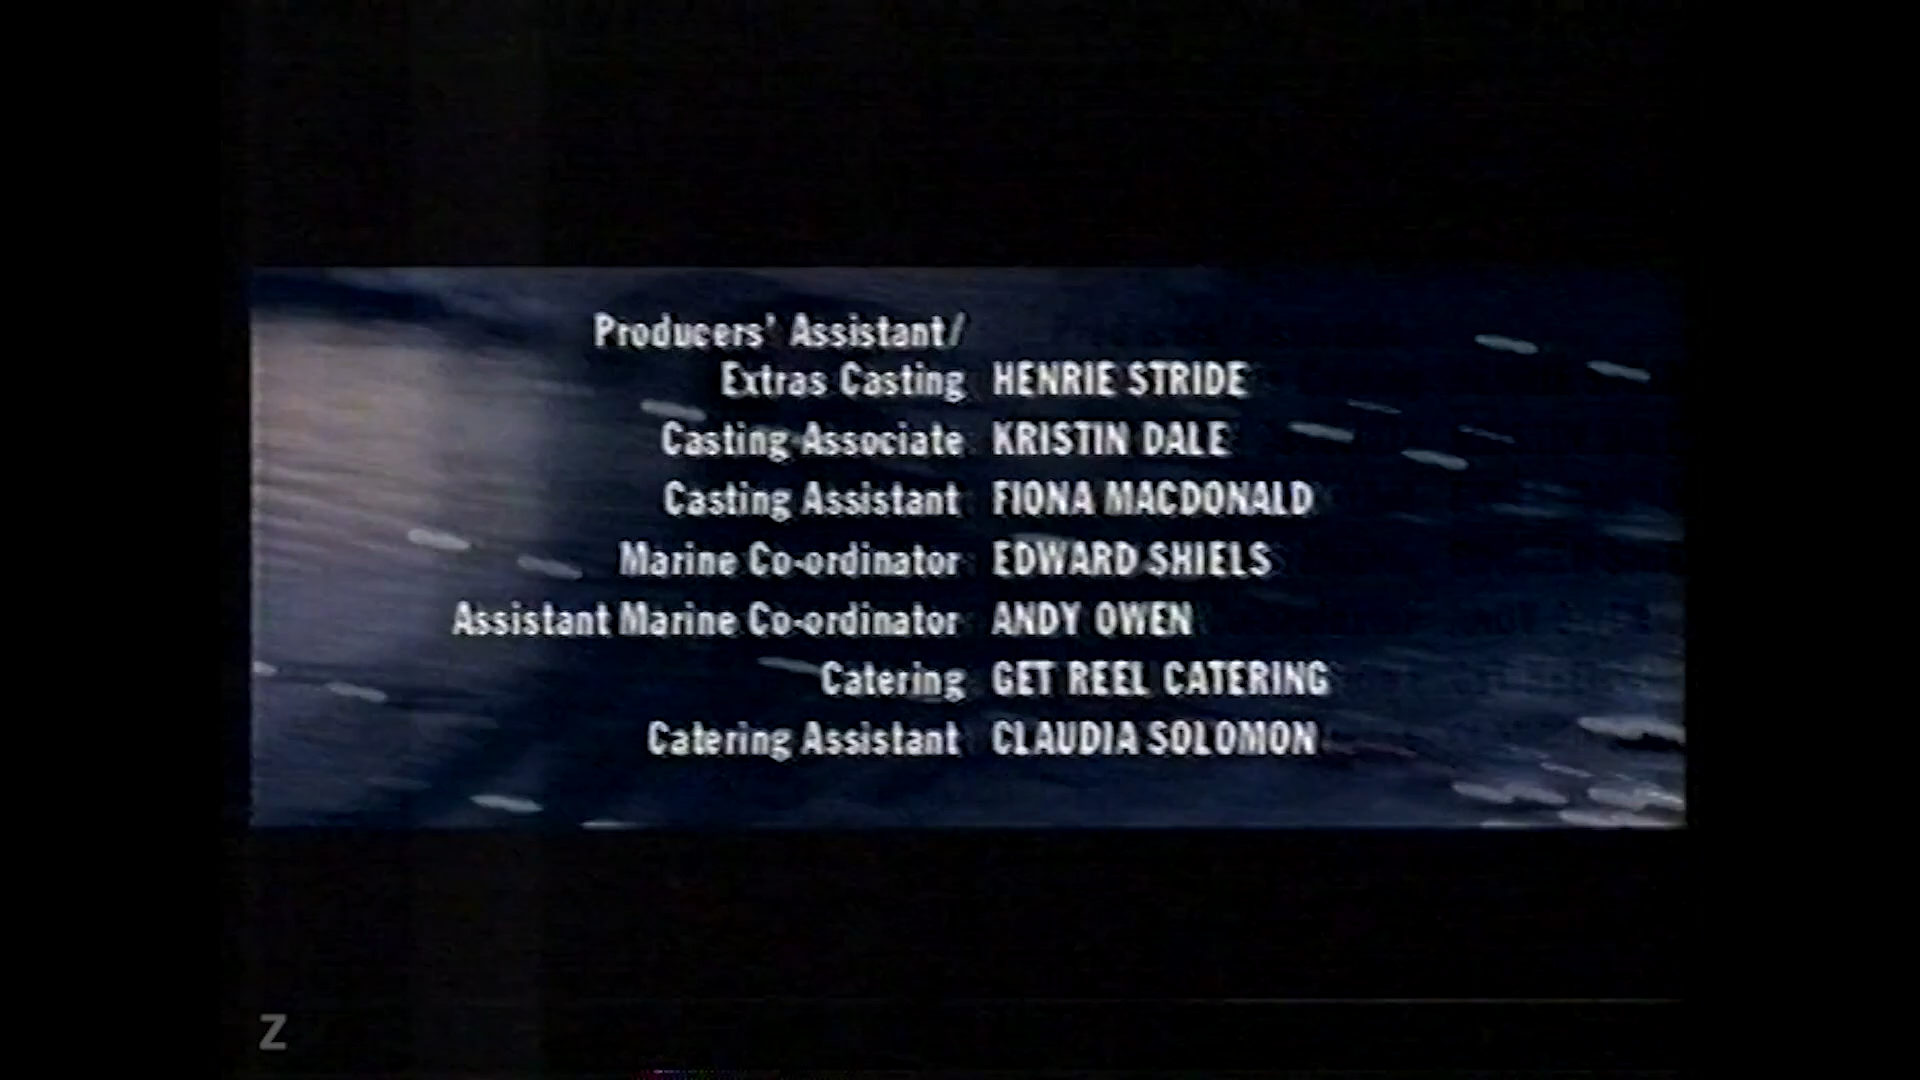 Producers' Assistant/
Extras Casting HENRIE STRIDE
Casting Associate KRISTIN DALE
Casting Assistant FIONA MACDONALD
Marine Co-ordinator EDWARD SHIELS
Assistant Marine Co-ordinator ANDY OWEN
Catering GET REEL CATERING
Catering Assistant CLAUDIA SOLOMON
Z